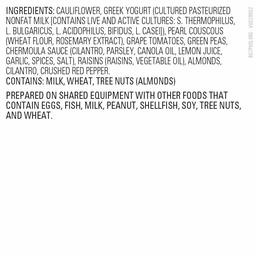 INGREDIENTS: CAULIFLOWER, GREEK YOGURT (CULTURED PASTEURIZED
NONFAT MILK [CONTAINS LIVE AND ACTIVE CULTURES: S. THERMOPHILUS,
L. BULGARICUS, L. ACIDOPHILUS, BIFIDUS, L. CASEI]), PEARL COUSCOUS
(WHEAT FLOUR, ROSEMARY EXTRACT), GRAPE TOMATOES, GREEN PEAS,
CHERMOULA SAUCE (CILANTRO, PARSLEY, CANOLA OIL, LEMON JUICE,
GARLIC, SPICES, SALT), RAISINS (RAISINS, VEGETABLE OIL), ALMONDS,
CILANTRO, CRUSHED RED PEPPER.
CONTAINS: MILK, WHEAT, TREE NUTS (ALMONDS)
PREPARED ON SHARED EQUIPMENT WITH OTHER FOODS THAT
CONTAIN EGGS, FISH, MILK, PEANUT, SHELLFISH, SOY, TREE NUTS,
AND WHEAT.